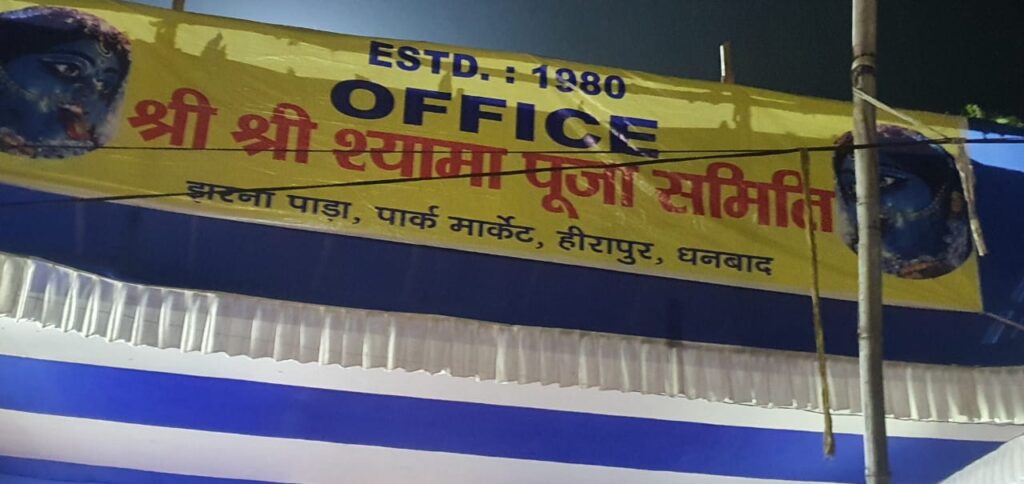 ESTD. : 1980
OFFICE
श्री श्री श्यामा पूजा समिति
झरना पाड़ा, पार्क मार्केट, हीरापुर, धनबाद